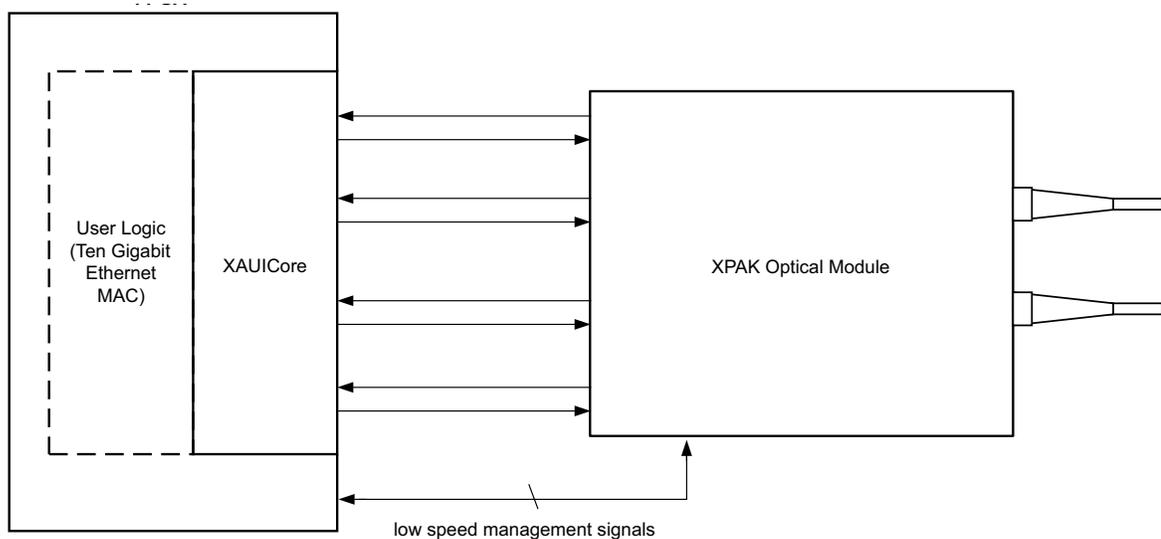 User Logic
(Ten Gigabit
Ethernet
MAC)
XAUICore
XPAK Optical Module
low speed management signals